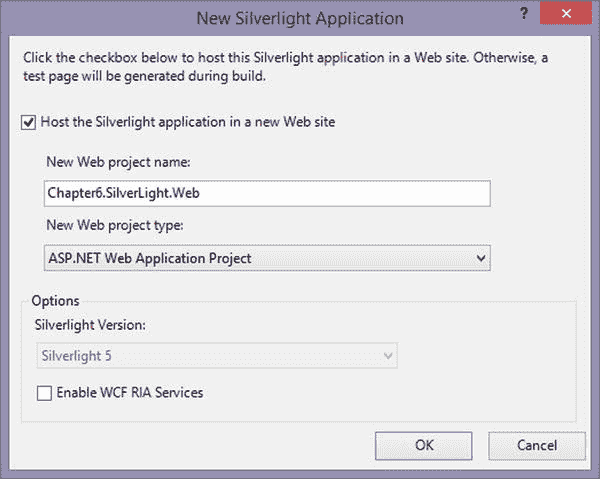 New Silverlight Application
?
Click the checkbox below to host this Silverlight application in a Web site. Otherwise, a
test page will be generated during build.
Host the Silverlight application in a new Web site
New Web project name:
Chapter6.SilverLight.Web
New Web project type:
ASP.NET Web Application Project
Options
Silverlight Version:
Silverlight 5
Enable WCF RIA Services
OK
Cancel